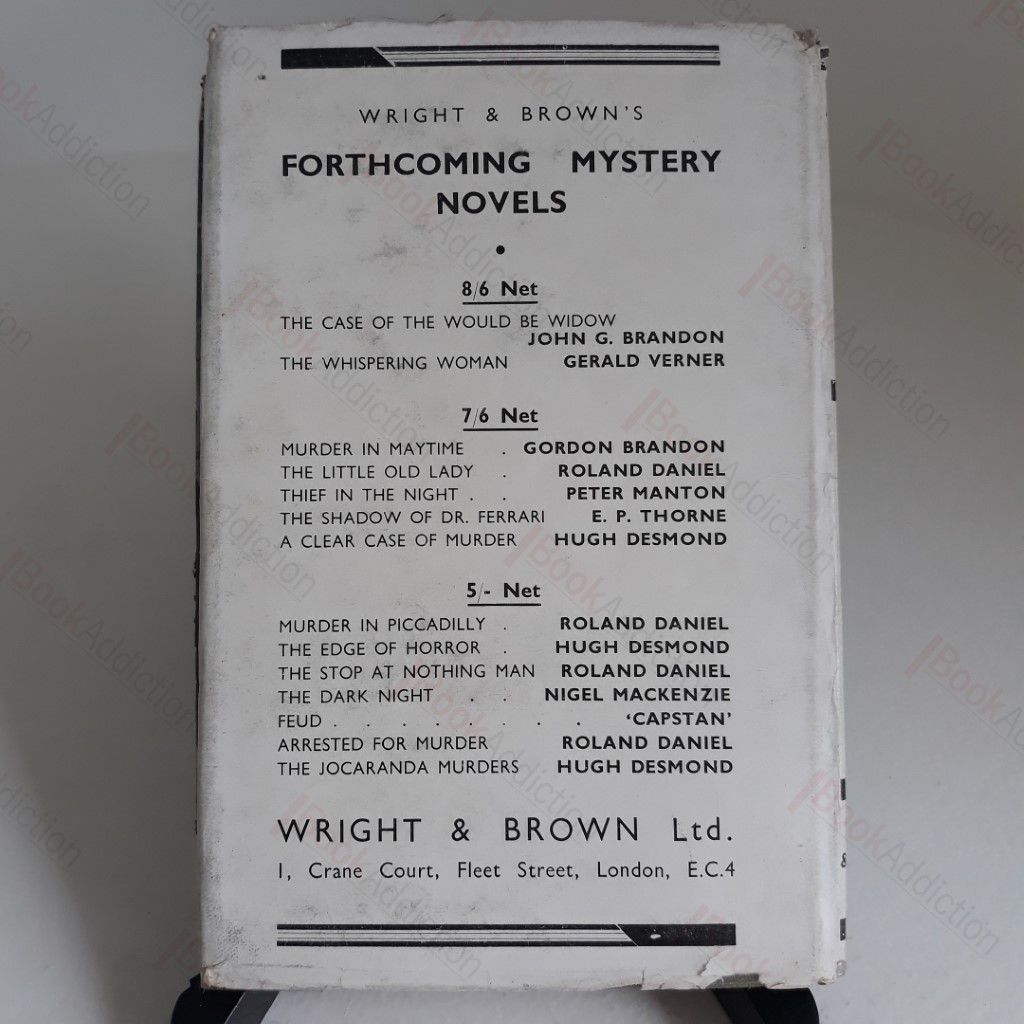 WRIGHT & BROWN'S
FORTHCOMING MYSTERY
NOVELS
8/6 Net
THE CASE OF THE WOULD BE WIDOW
JOHN G. BRANDON
THE WHISPERING WOMAN GERALD VERNER
7/6 Net
MURDER IN MAYTIME . GORDON BRANDON
THE LITTLE OLD LADY . ROLAND DANIEL
THIEF IN THE NIGHT . . PETER MANTON
THE SHADOW OF DR. FERRARI E. P. THORNE
A CLEAR CASE OF MURDER HUGH DESMOND
5/- Net
MURDER IN PICCADILLY . ROLAND DANIEL
THE EDGE OF HORROR . HUGH DESMOND
THE STOP AT NOTHING MAN ROLAND DANIEL
THE DARK NIGHT . . NIGEL MACKENZIE
FEUD . . . . . . . . 'CAPSTAN'
ARRESTED FOR MURDER ROLAND DANIEL
THE JOCARANDA MURDERS HUGH DESMOND
WRIGHT & BROWN Ltd.
1, Crane Court, Fleet Street, London, E.C.4
BookAddiction